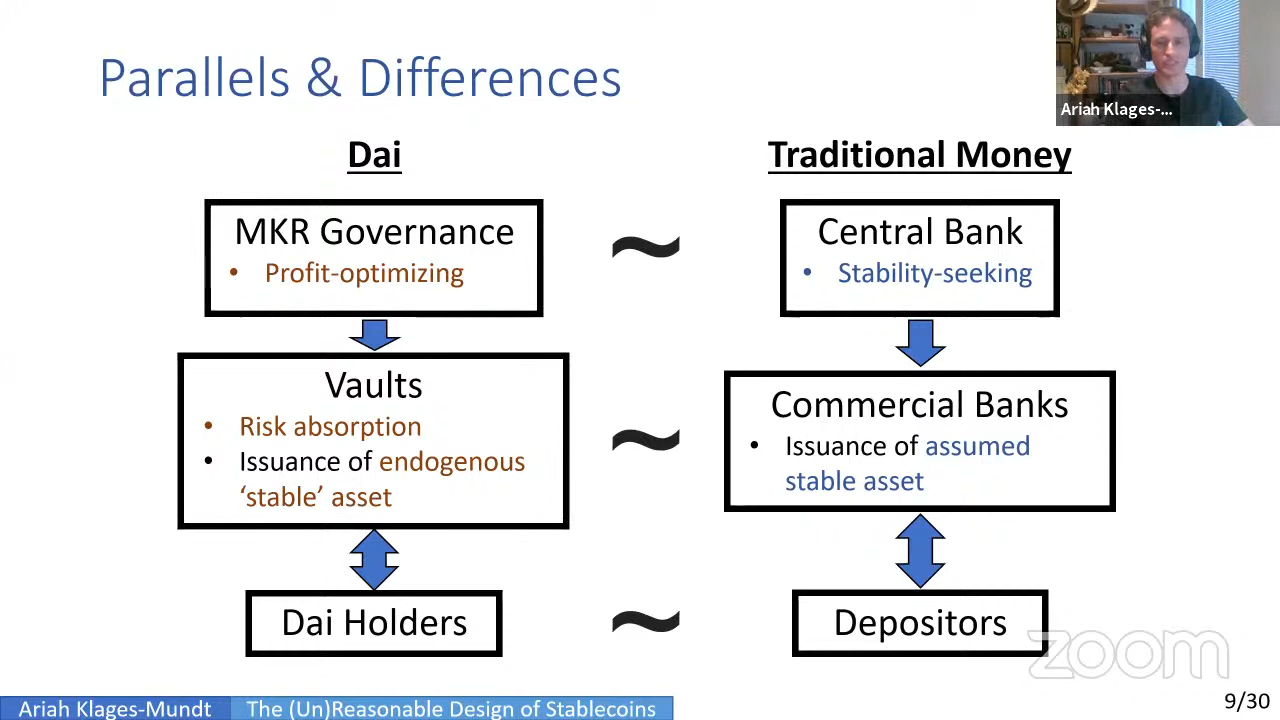 Parallels & Differences
Ariah Klages-...
Dai
Traditional Money
MKR Governance
• Profit-optimizing
~
Central Bank
• Stability-seeking
Vaults
• Risk absorption
• Issuance of endogenous
‘stable’ asset
~
Commercial Banks
• Issuance of assumed
stable asset
Dai Holders
~
Depositors
zoom
Ariah Klages-Mundt
The (Un)Reasonable Design of Stablecoins
9/30